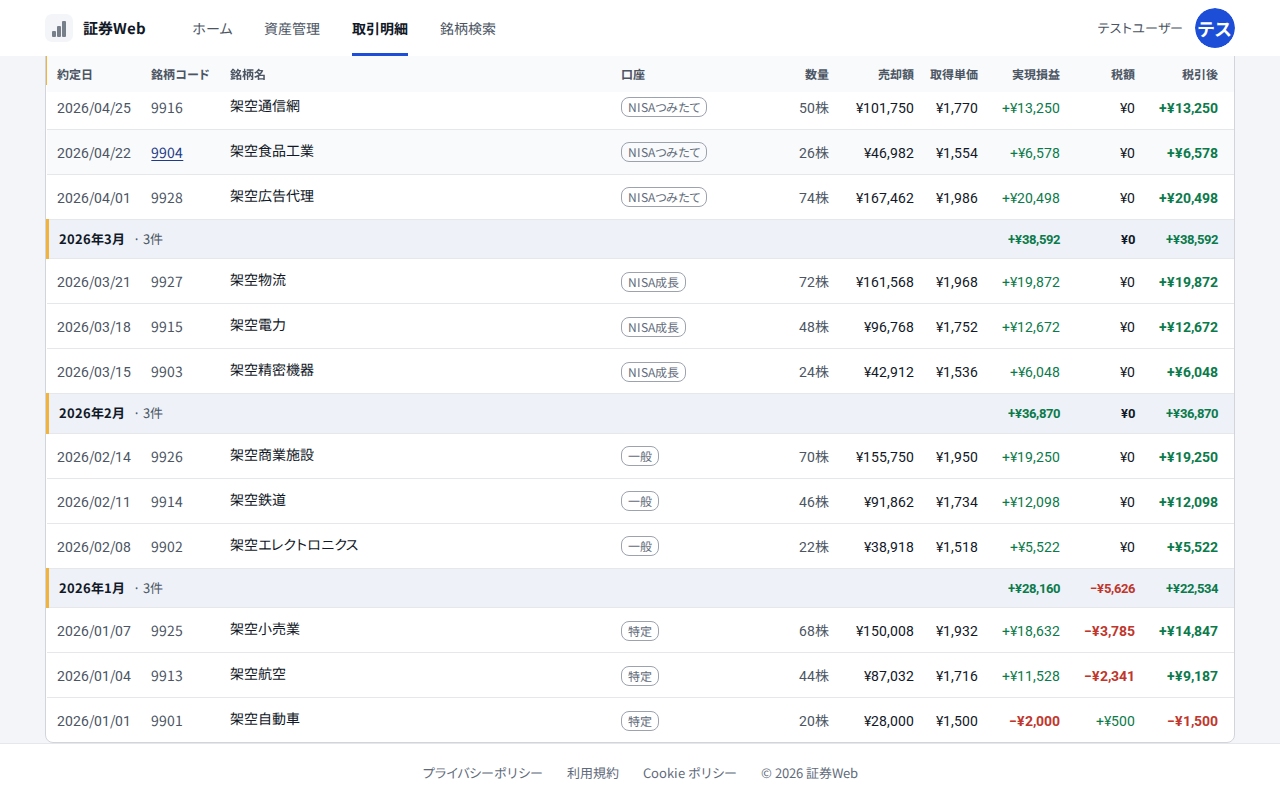 証券Web ホーム 資産管理 取引明細 銘柄検索 テストユーザー テス
約定日 銘柄コード 銘柄名 口座 数量 売却額 取得単価 実現損益 税額 税引後
2026/04/25 9916 架空通信網 NISAつみたて 50株 ¥101,750 ¥1,770 +¥13,250 ¥0 +¥13,250
2026/04/22 9904 架空食品工業 NISAつみたて 26株 ¥46,982 ¥1,554 +¥6,578 ¥0 +¥6,578
2026/04/01 9928 架空広告代理 NISAつみたて 74株 ¥167,462 ¥1,986 +¥20,498 ¥0 +¥20,498
2026年3月 · 3件 +¥38,592 ¥0 +¥38,592
2026/03/21 9927 架空物流 NISA成長 72株 ¥161,568 ¥1,968 +¥19,872 ¥0 +¥19,872
2026/03/18 9915 架空電力 NISA成長 48株 ¥96,768 ¥1,752 +¥12,672 ¥0 +¥12,672
2026/03/15 9903 架空精密機器 NISA成長 24株 ¥42,912 ¥1,536 +¥6,048 ¥0 +¥6,048
2026年2月 · 3件 +¥36,870 ¥0 +¥36,870
2026/02/14 9926 架空商業施設 一般 70株 ¥155,750 ¥1,950 +¥19,250 ¥0 +¥19,250
2026/02/11 9914 架空鉄道 一般 46株 ¥91,862 ¥1,734 +¥12,098 ¥0 +¥12,098
2026/02/08 9902 架空エレクトロニクス 一般 22株 ¥38,918 ¥1,518 +¥5,522 ¥0 +¥5,522
2026年1月 · 3件 +¥28,160 −¥5,626 +¥22,534
2026/01/07 9925 架空小売業 特定 68株 ¥150,008 ¥1,932 +¥18,632 −¥3,785 +¥14,847
2026/01/04 9913 架空航空 特定 44株 ¥87,032 ¥1,716 +¥11,528 −¥2,341 +¥9,187
2026/01/01 9901 架空自動車 特定 20株 ¥28,000 ¥1,500 −¥2,000 +¥500 −¥1,500
プライバシーポリシー 利用規約 Cookie ポリシー © 2026 証券Web